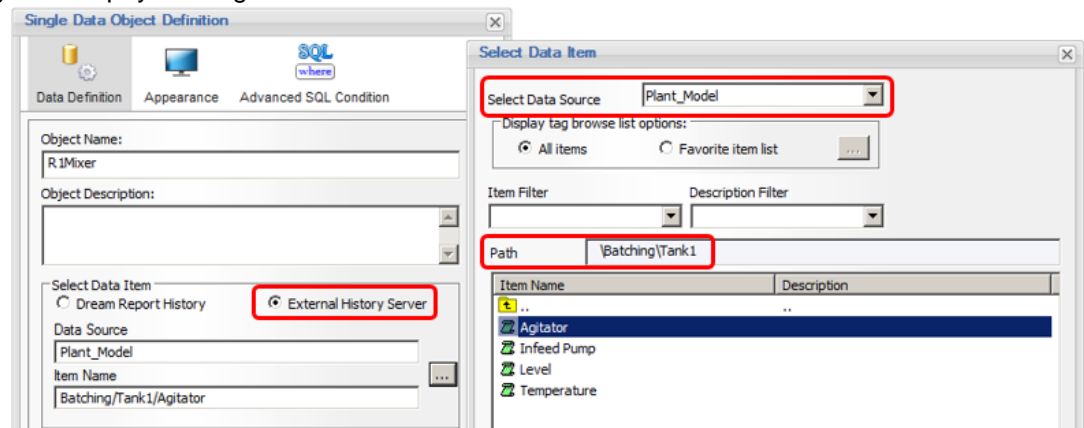 Single Data Object Definition
SQL
where
Data Definition
Appearance
Advanced SQL Condition
Object Name:
R1Mixer
Object Description:
Select Data Item
Dream Report History
External History Server
Data Source
Plant_Model
Item Name
...
Batching/Tank1/Agitator
Select Data Item
Select Data Source
Plant_Model
Display tag browse list options:
All items
Favorite item list
...
Item Filter
Description Filter
Path
\Batching\Tank1
Item Name
Description
..
..
Agitator
Infeed Pump
Level
Temperature